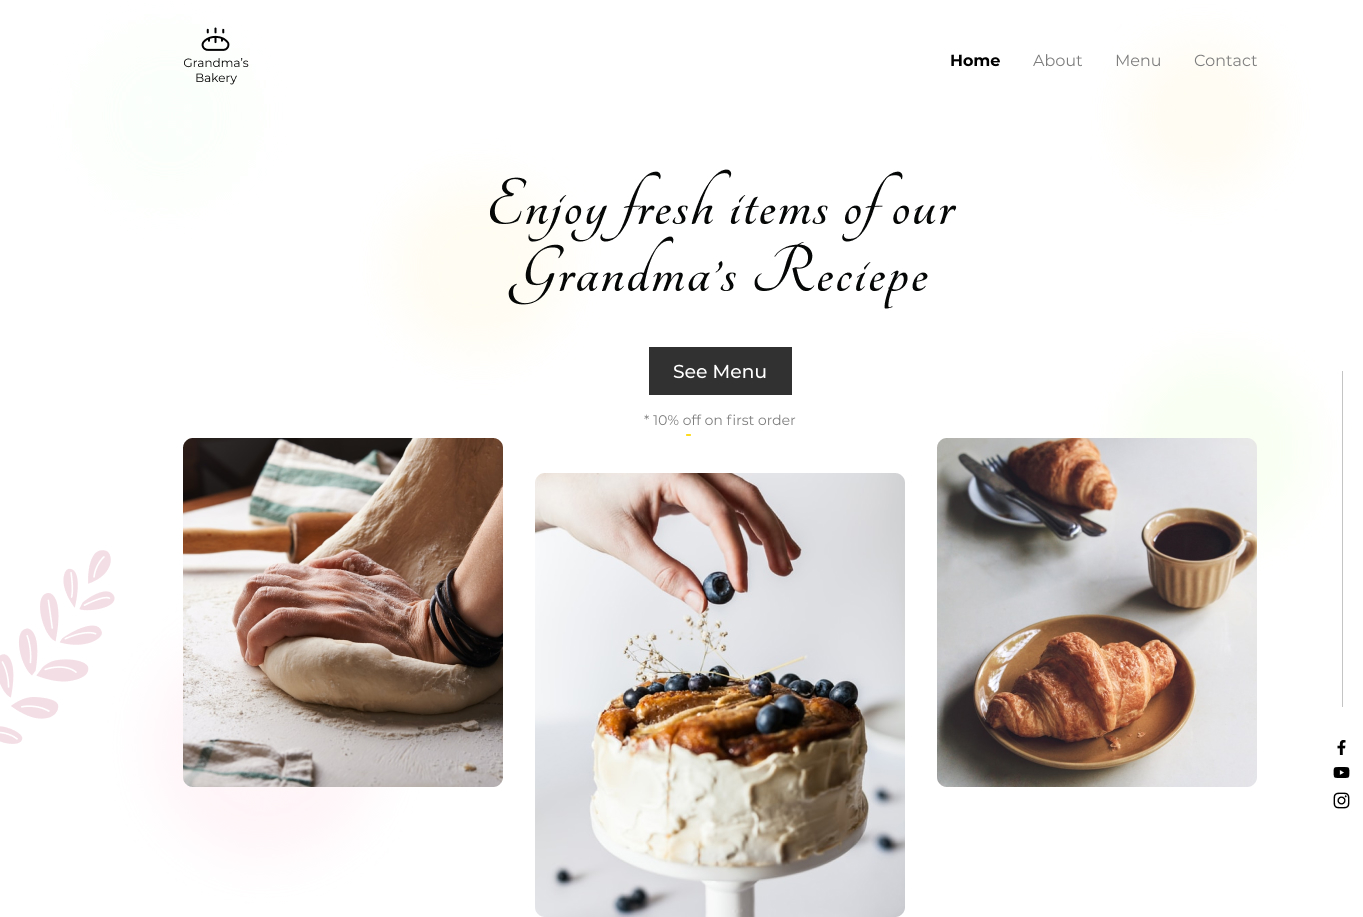 Grandma's
Bakery
Home About Menu Contact
Enjoy fresh items of our
Grandma's Reciepe
See Menu
* 10% off on first order